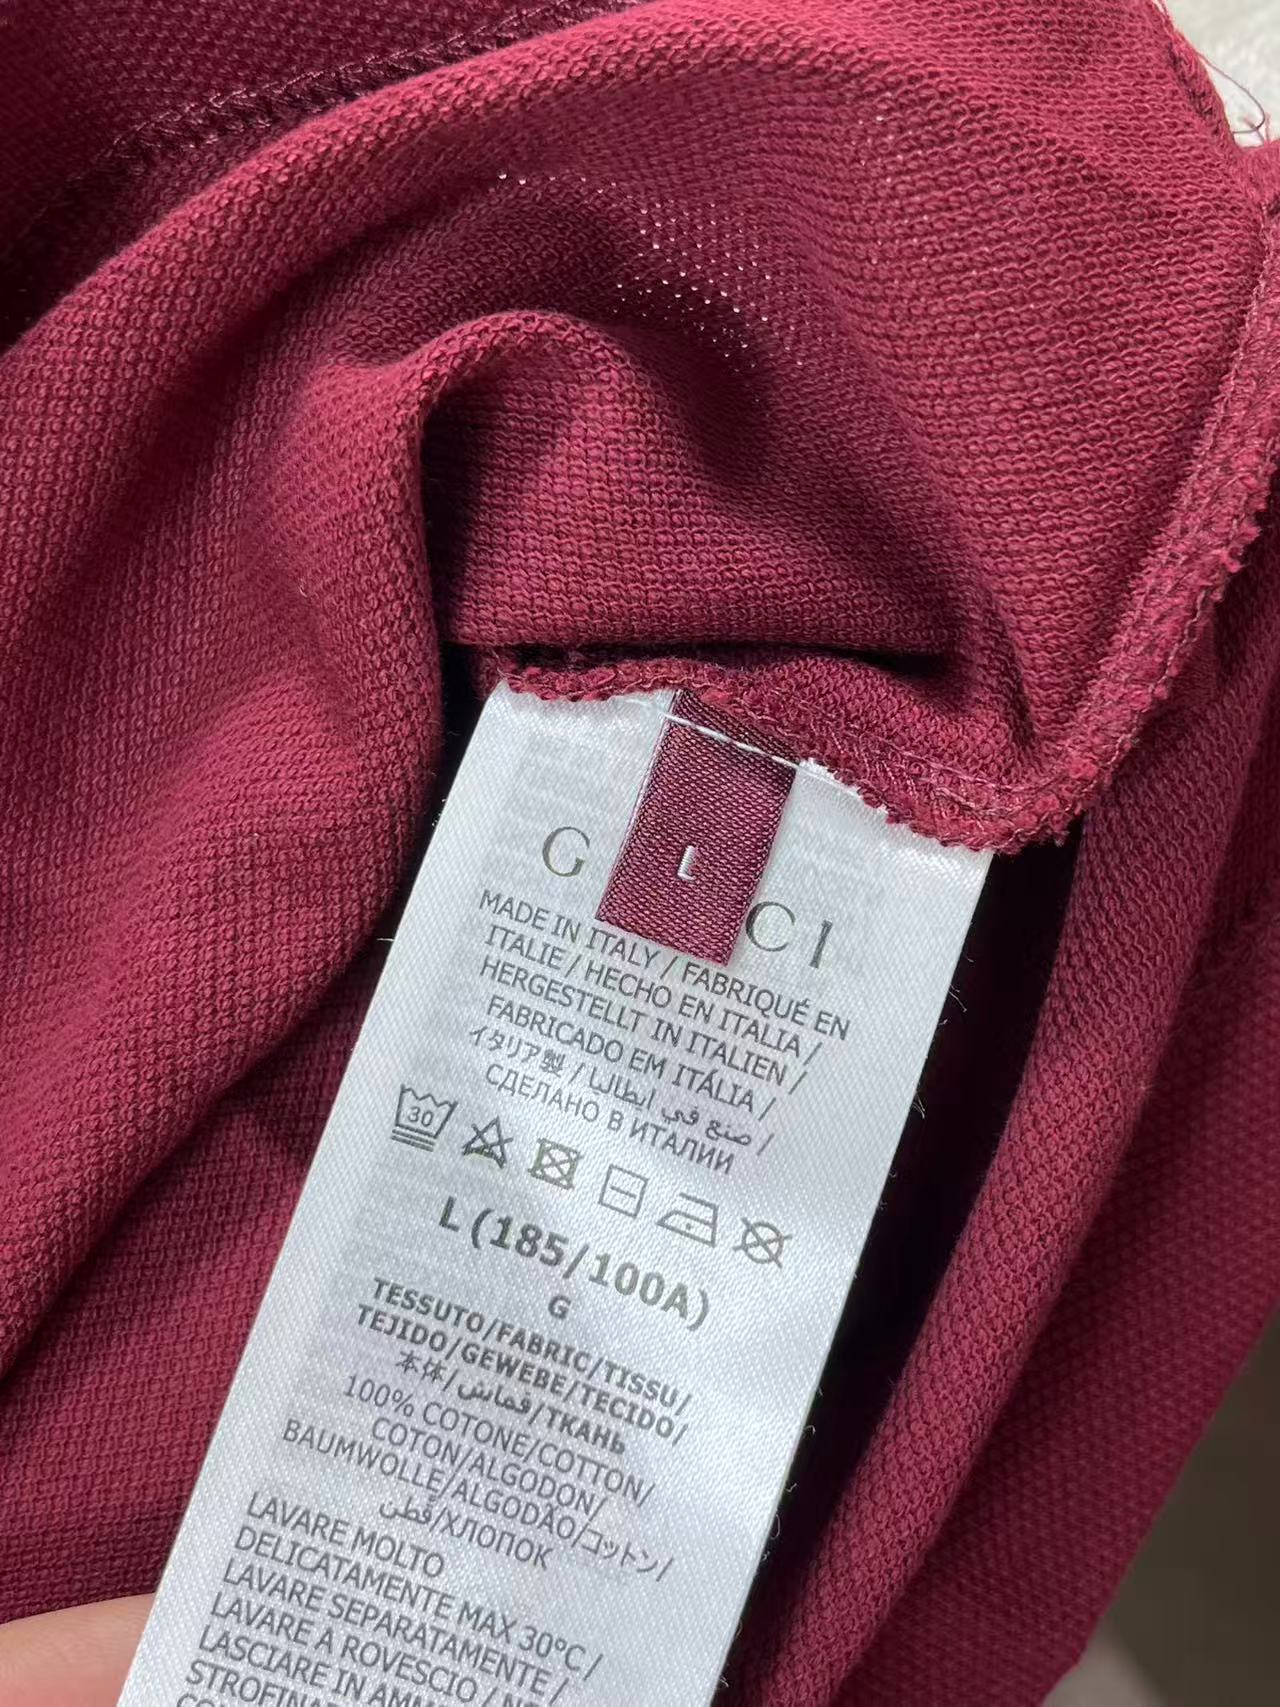 L
G CI
MADE IN ITALY / FABRIQUÉ EN
ITALIE / HECHO EN ITALIA /
HERGESTELLT IN ITALIEN /
FABRICADO EM ITÁLIA /
イタリア製 / صنع في ايطاليا /
СДЕЛАНО В ИТАЛИИ
30
L (185/100A)
G
TESSUTO/FABRIC/TISSU/
TEJIDO/GEWEBE/TECIDO/
本体/قماش/ТКАНЬ
100% COTONE/COTTON/
COTON/ALGODON/
BAUMWOLLE/ALGODÃO/コットン/
قطن/ХЛОПОК
LAVARE MOLTO
DELICATAMENTE MAX 30°C /
LAVARE SEPARATAMENTE /
LAVARE A ROVESCIO /
LASCIARE IN